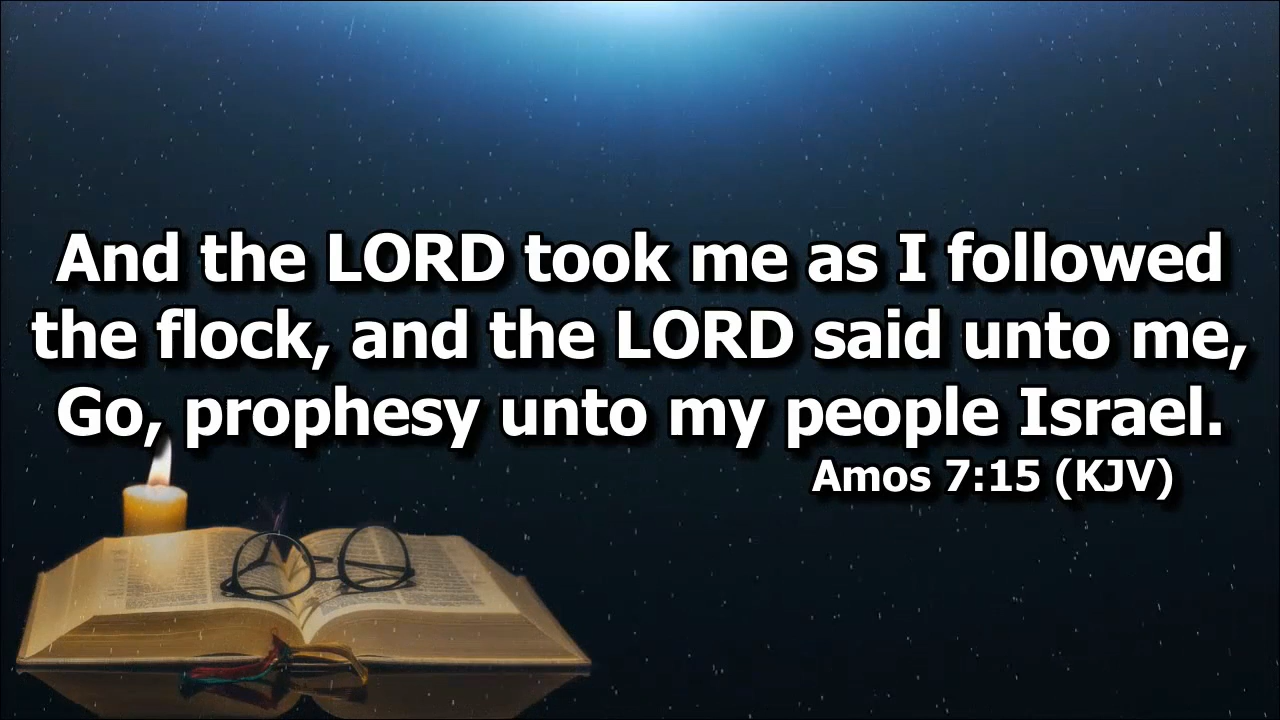 And the LORD took me as I followed
the flock, and the LORD said unto me,
Go, prophesy unto my people Israel.
Amos 7:15 (KJV)